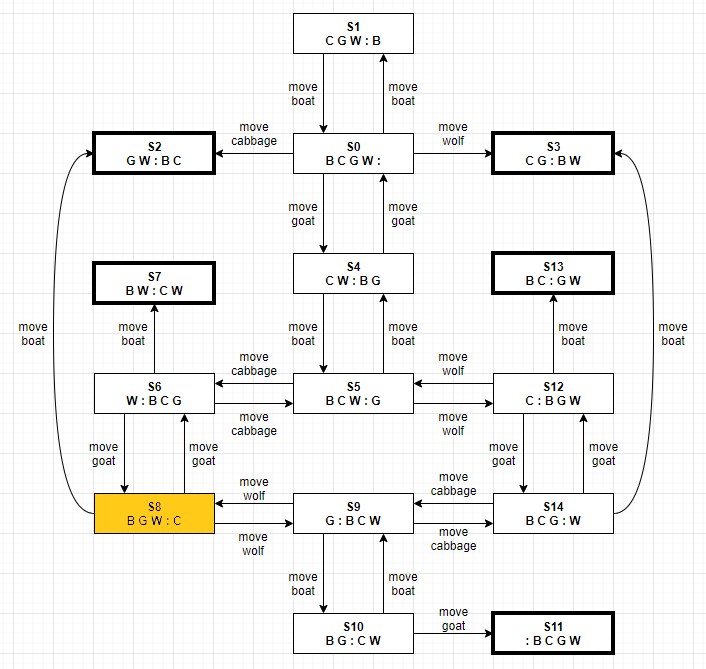 S1
C G W : B
move
boat
move
boat
move
cabbage
move
wolf
S2
G W : B C
S0
B C G W :
S3
C G : B W
move
goat
move
goat
S7
B W : C W
S4
C W : B G
S13
B C : G W
move
boat
move
boat
move
boat
move
boat
move
boat
move
boat
move
cabbage
move
wolf
S6
W : B C G
S5
B C W : G
S12
C : B G W
move
cabbage
move
wolf
move
goat
move
goat
move
goat
move
goat
move
wolf
move
cabbage
S8
B G W : C
S9
G : B C W
S14
B C G : W
move
wolf
move
cabbage
move
boat
move
boat
S10
B G : C W
move
goat
S11
: B C G W